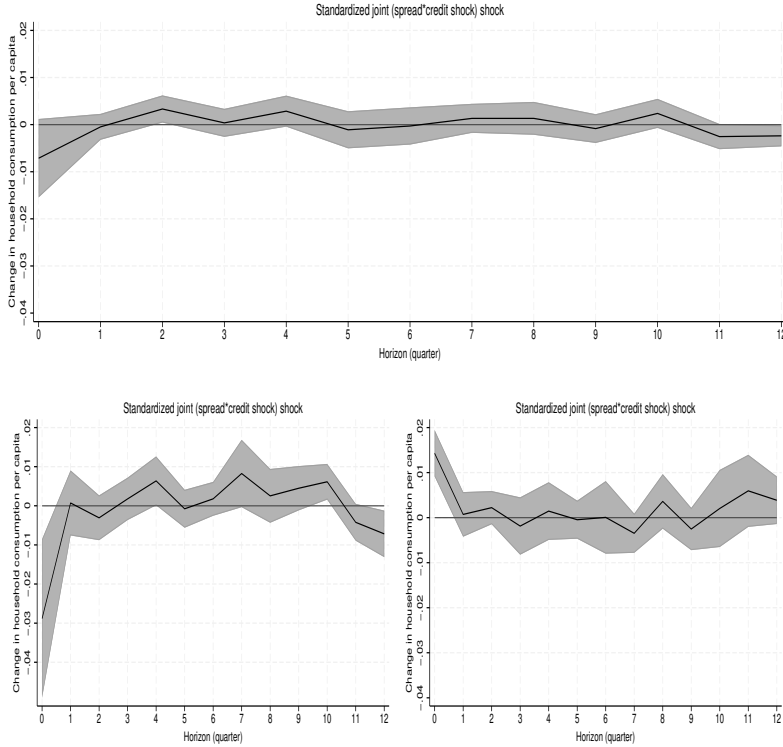 Standardized joint (spread*credit shock) shock
Change in household consumption per capita
.02
.01
0
-.01
-.02
-.03
-.04
0 1 2 3 4 5 6 7 8 9 10 11 12
Horizon (quarter)
Standardized joint (spread*credit shock) shock
Change in household consumption per capita
.02
.01
0
-.01
-.02
-.03
-.04
0 1 2 3 4 5 6 7 8 9 10 11 12
Horizon (quarter)
Standardized joint (spread*credit shock) shock
Change in household consumption per capita
.02
.01
0
-.01
-.02
-.03
-.04
0 1 2 3 4 5 6 7 8 9 10 11 12
Horizon (quarter)